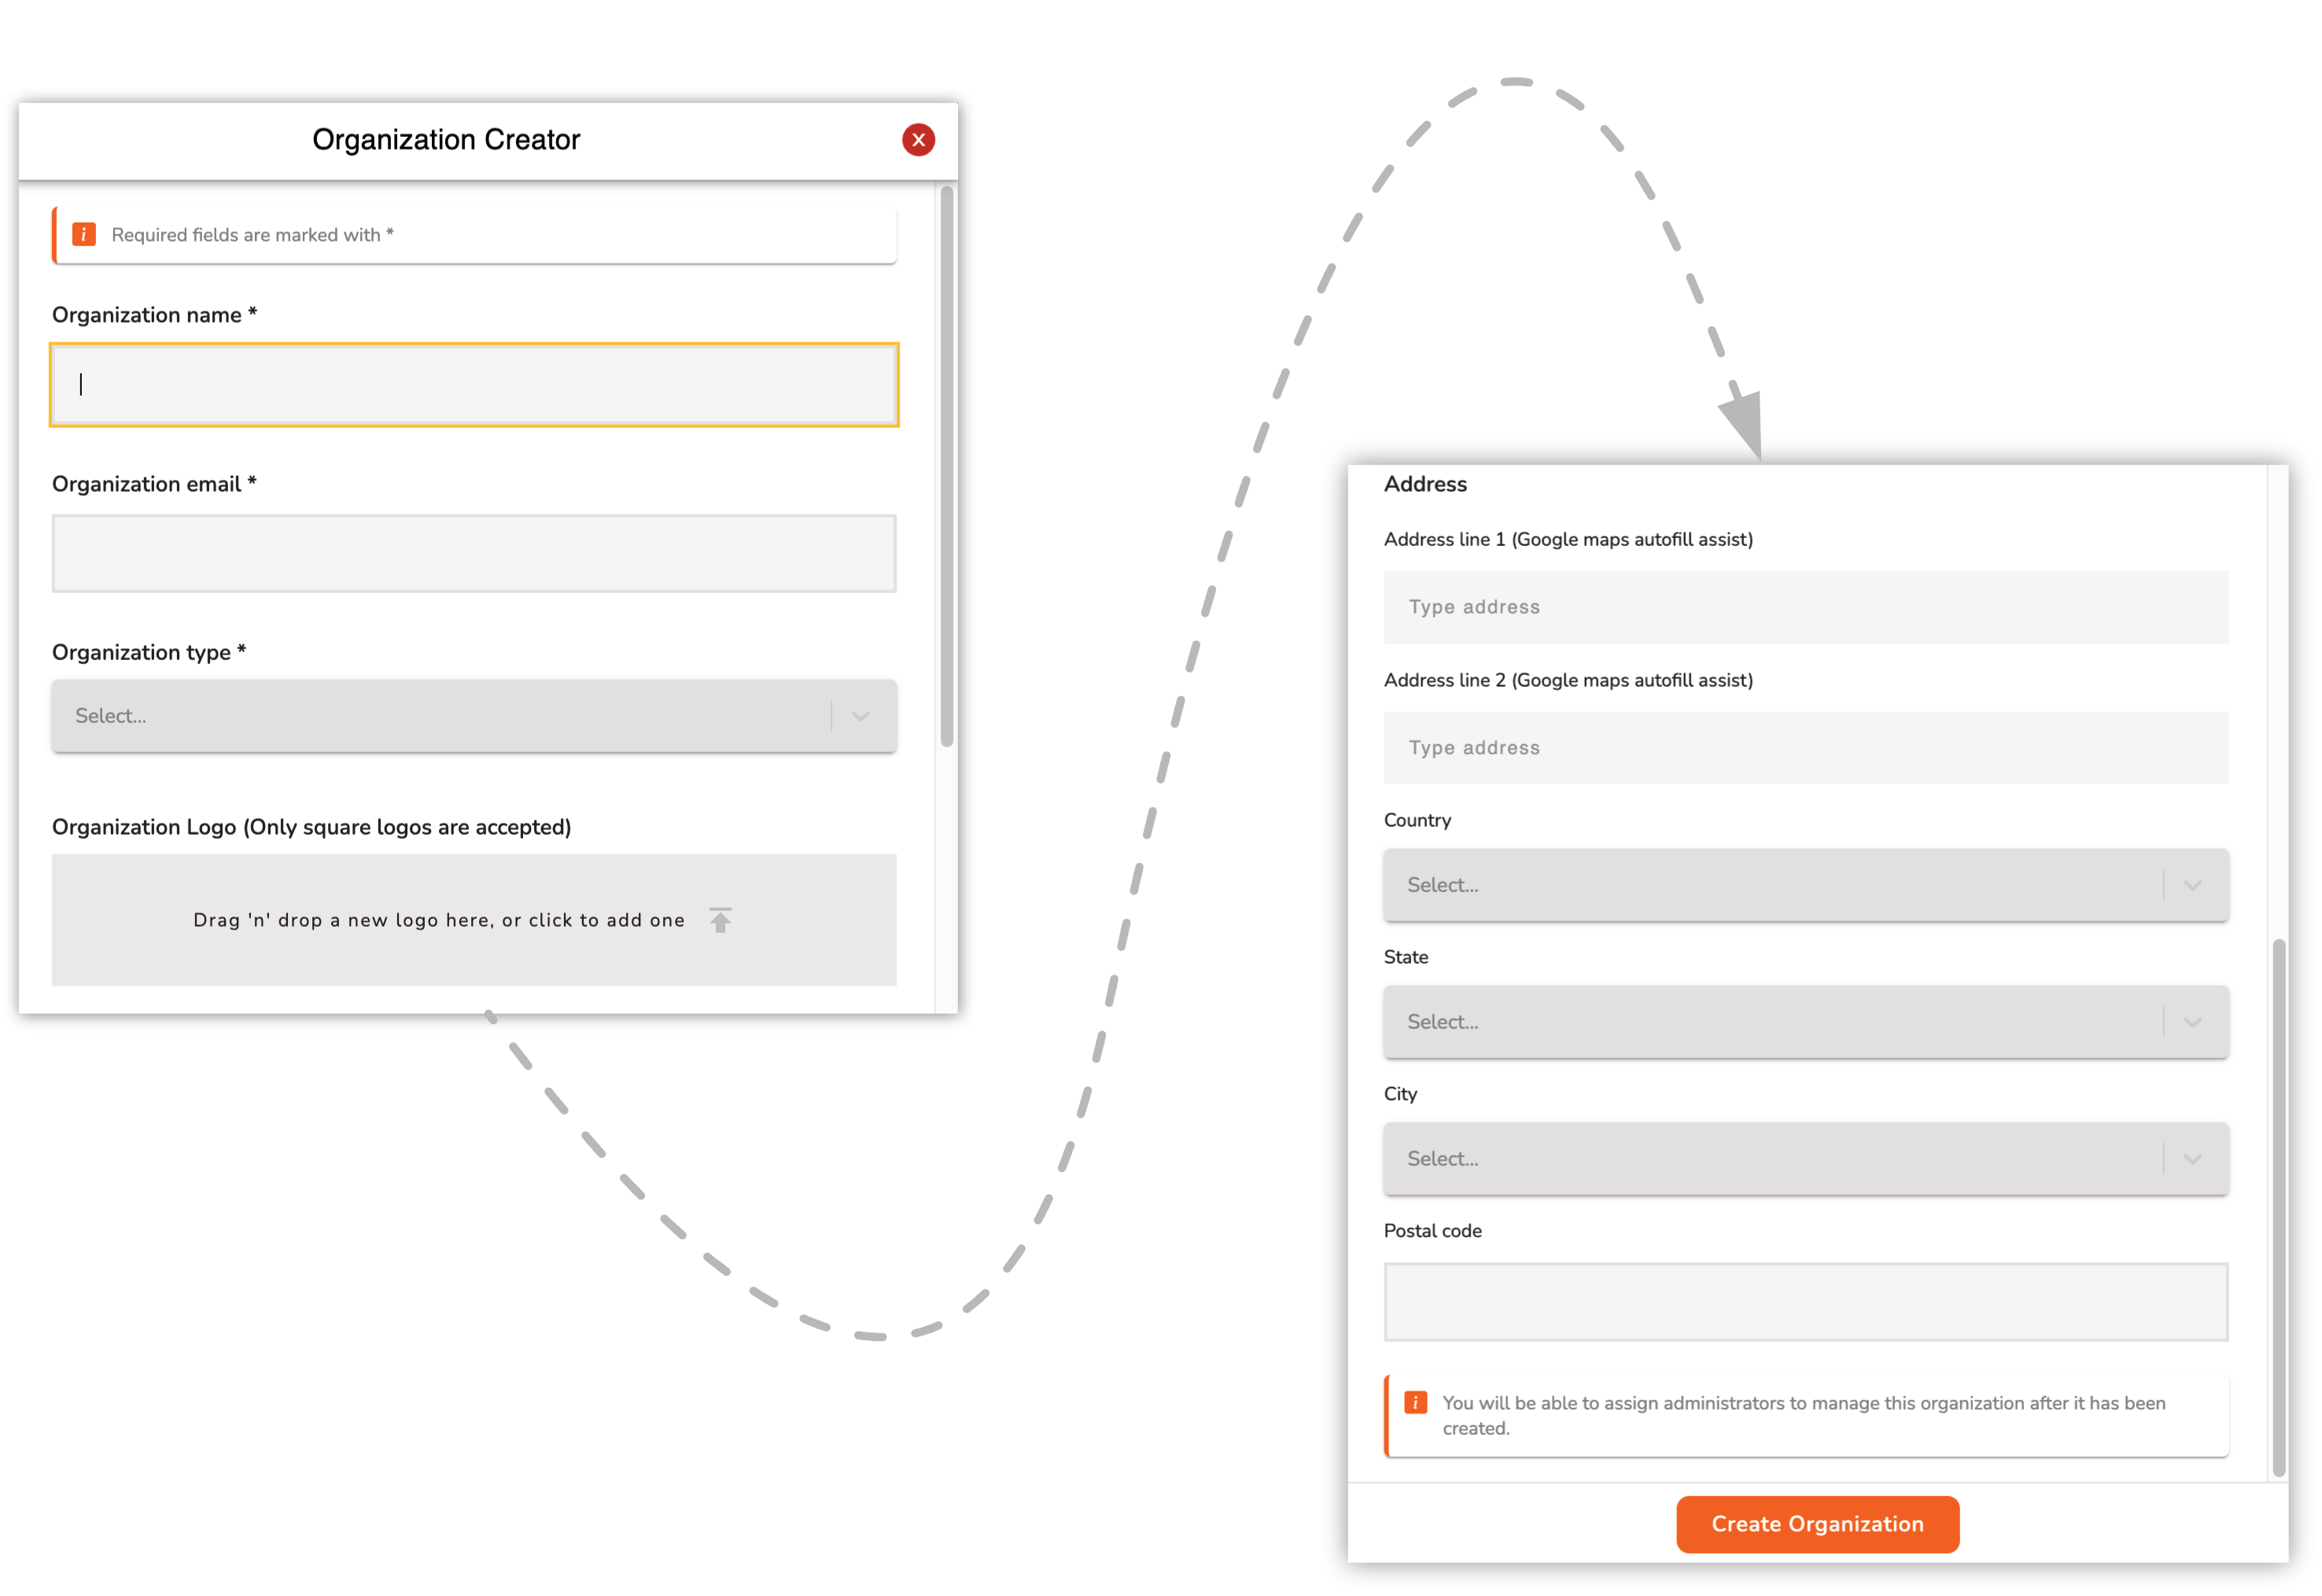 Organization Creator
X
i Required fields are marked with *
Organization name *
Organization email *
Organization type *
Select...
Organization Logo (Only square logos are accepted)
Drag 'n' drop a new logo here, or click to add one
Address
Address line 1 (Google maps autofill assist)
Type address
Address line 2 (Google maps autofill assist)
Type address
Country
Select...
State
Select...
City
Select...
Postal code
i You will be able to assign administrators to manage this organization after it has been
created.
Create Organization